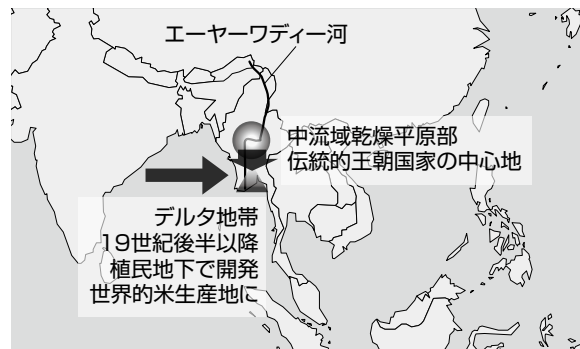 エーヤーワディー河
中流域乾燥平原部
伝統的王朝国家の中心地
デルタ地帯
19世紀後半以降
植民地下で開発
世界的米生産地に